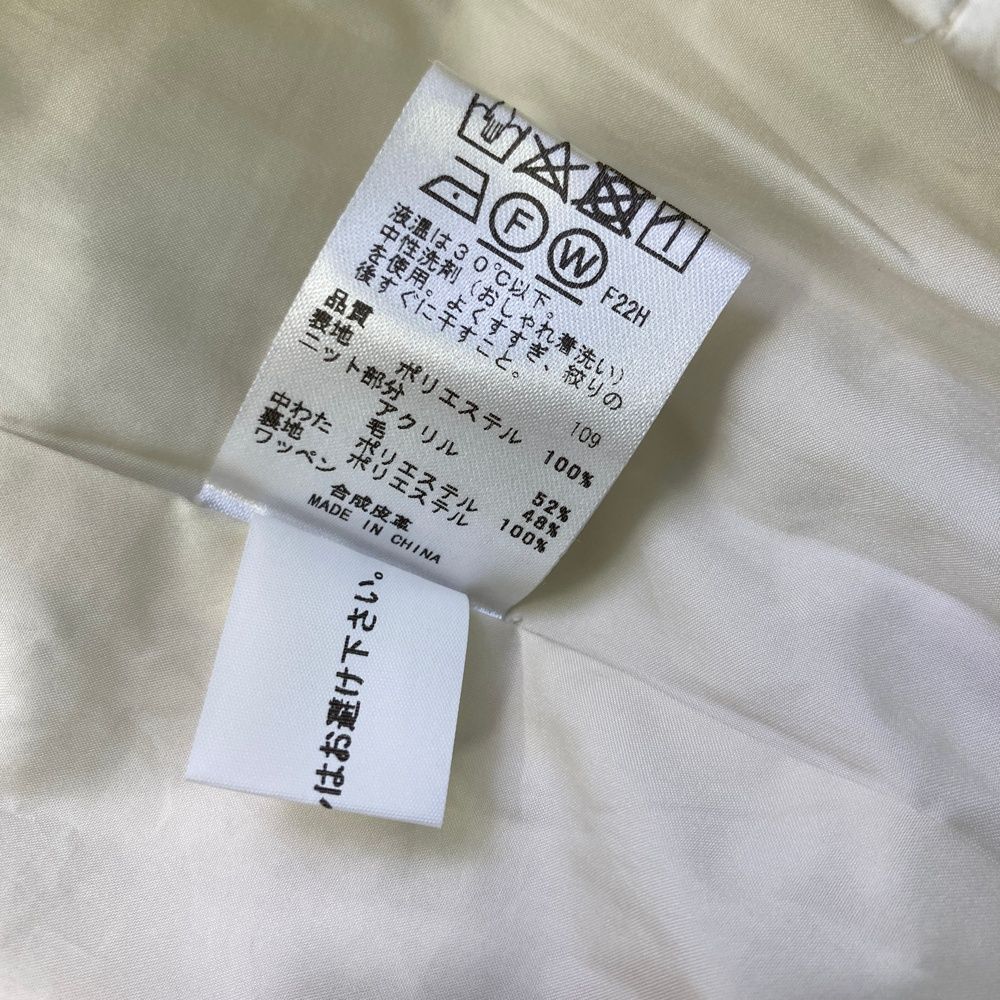 F W F22H
液温は30℃以下。
中性洗剤(おしゃれ着洗い)
を使用。よくすすぎ、絞りの
後すぐに干すこと。
品質 109
表地 ポリエステル 100%
ニット部分
アクリル 52%
毛 48%
中わた ポリエステル 100%
裏地 ポリエステル
ワッペン
合成皮革
MADE IN CHINA
はお避け下さい。